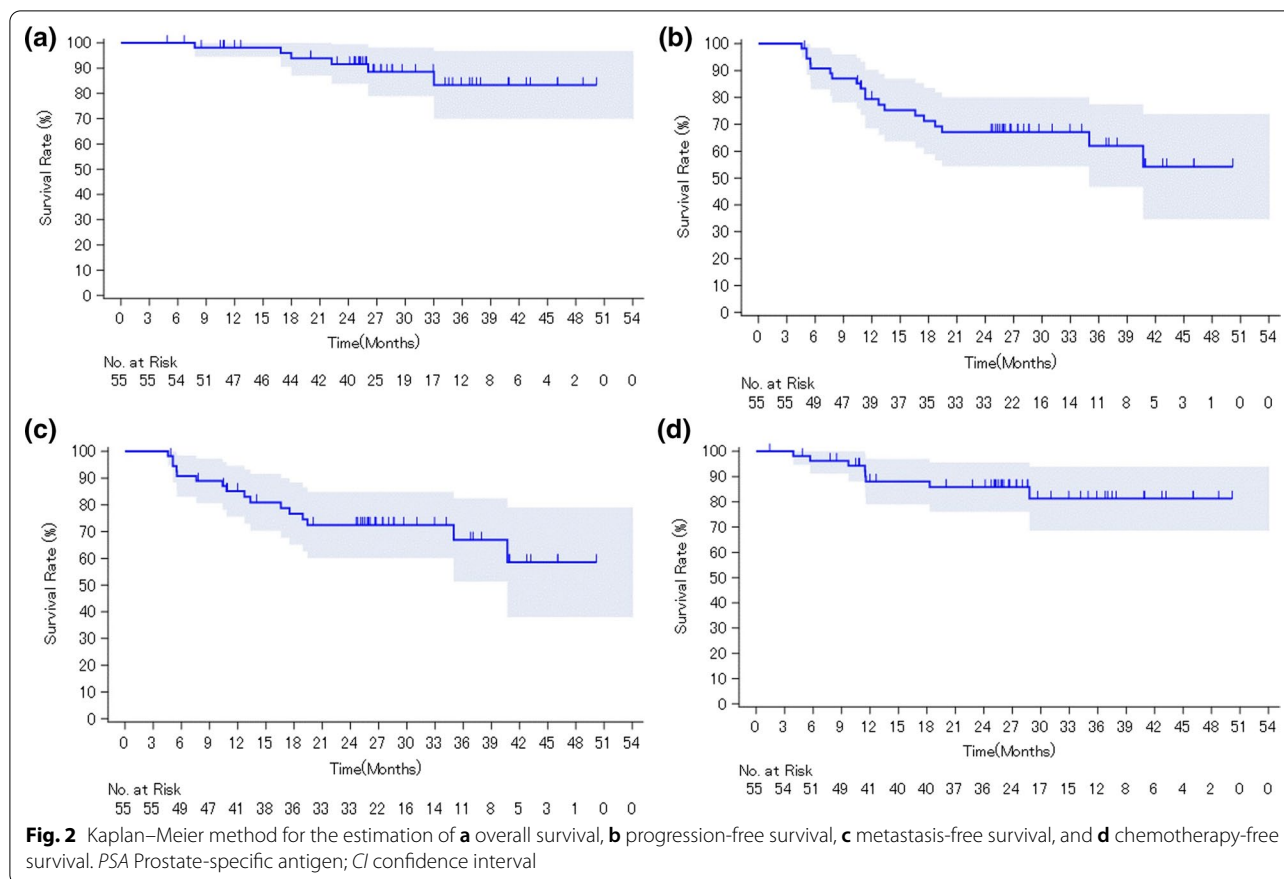 (a)
100
90
80
70
60
50
40
30
20
10
0
Survival Rate (%)
0 3 6 9 12 15 18 21 24 27 30 33 36 39 42 45 48 51 54
Time(Months)
No. at Risk
55 55 54 51 47 46 44 42 40 25 19 17 12 8 6 4 2 0 0
(b)
100
90
80
70
60
50
40
30
20
10
0
Survival Rate (%)
0 3 6 9 12 15 18 21 24 27 30 33 36 39 42 45 48 51 54
Time(Months)
No. at Risk
55 55 49 47 39 37 35 33 33 22 16 14 11 8 5 3 1 0 0
(c)
100
90
80
70
60
50
40
30
20
10
0
Survival Rate (%)
0 3 6 9 12 15 18 21 24 27 30 33 36 39 42 45 48 51 54
Time(Months)
No. at Risk
55 55 49 47 41 38 36 33 33 22 16 14 11 8 5 3 1 0 0
(d)
100
90
80
70
60
50
40
30
20
10
0
Survival Rate (%)
0 3 6 9 12 15 18 21 24 27 30 33 36 39 42 45 48 51 54
Time(Months)
No. at Risk
55 54 51 49 41 40 40 37 36 24 17 15 12 8 6 4 2 0 0
Fig. 2 Kaplan–Meier method for the estimation of a overall survival, b progression-free survival, c metastasis-free survival, and d chemotherapy-free
survival. PSA Prostate-specific antigen; CI confidence interval